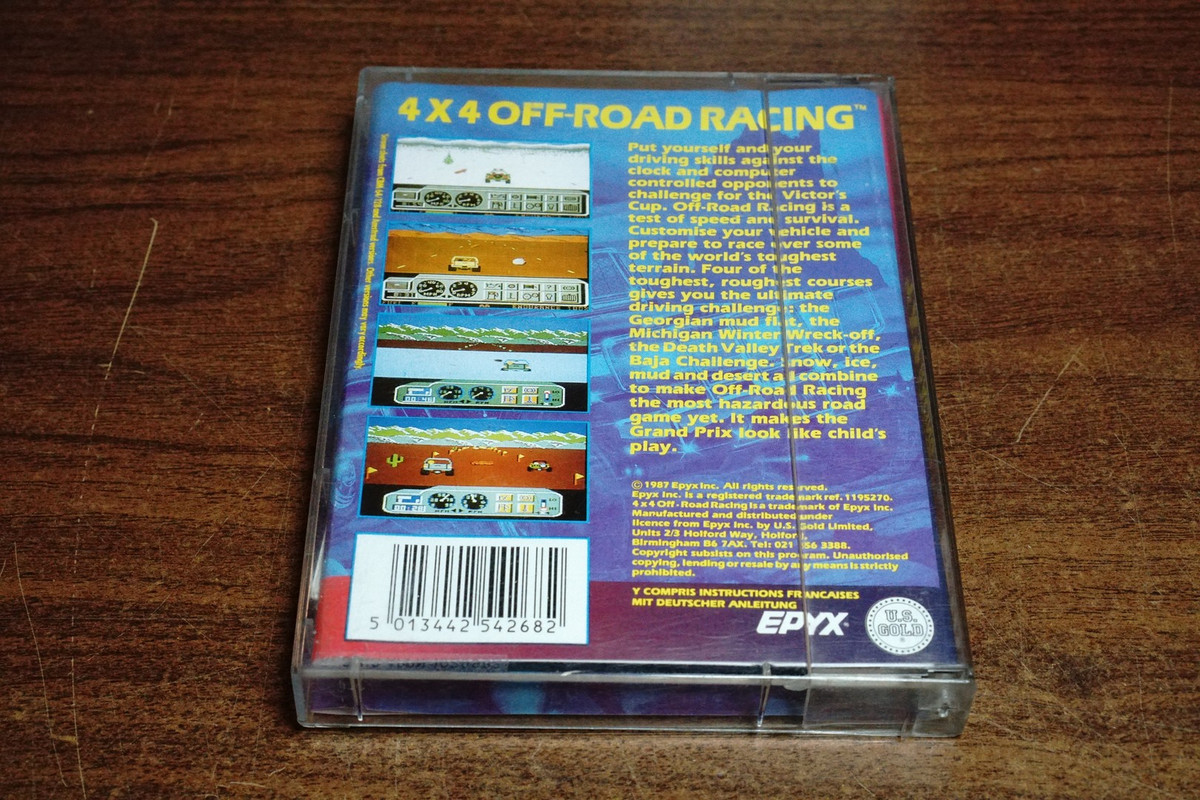 4 X 4 OFF-ROAD RACING™
Put yourself and your
driving skills against the
clock and computer
controlled opponents to
challenge for the Victor's
Cup. Off-Road Racing is a
test of speed and survival.
Customise your vehicle and
prepare to race over some
of the world's toughest
terrain. Four of the
toughest, roughest courses
gives you the ultimate
driving challenge: the
Georgian mud flat, the
Michigan Winter Wreck-off,
the Death Valley Trek or the
Baja Challenge. Snow, ice,
mud and desert all combine
to make Off-Road Racing
the most hazardous road
game yet. It makes the
Grand Prix look like child's
play.
© 1987 Epyx Inc. All rights reserved.
Epyx Inc. is a registered trade mark ref. 1195270.
4 x 4 Off-Road Racing is a trademark of Epyx Inc.
Manufactured and distributed under
licence from Epyx Inc. by U.S. Gold Limited,
Units 2/3 Holford Way, Holford,
Birmingham B6 7AX. Tel: 021 356 3388.
Copyright subsists on this program. Unauthorised
copying, lending or resale by any means is strictly
prohibited.
Y COMPRIS INSTRUCTIONS FRANCAISES
MIT DEUTSCHER ANLEITUNG
EPYX®
U.S.
GOLD
®
5 013442 542682